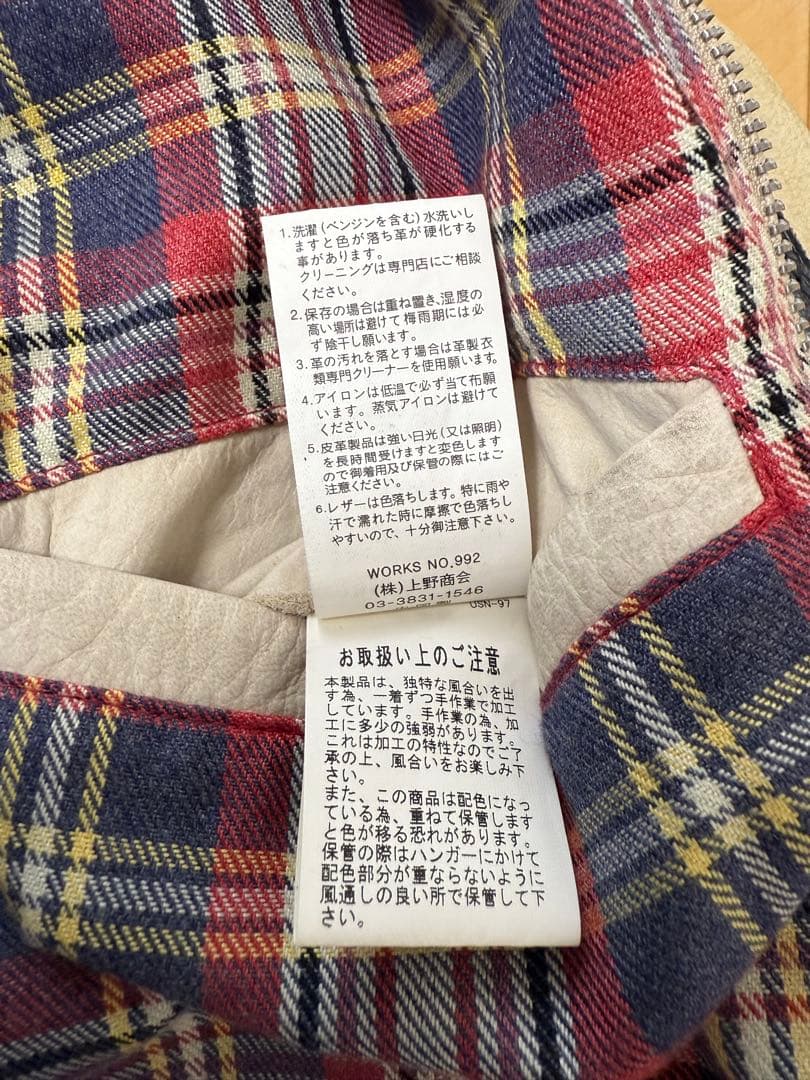 1.洗濯(ベンジンを含む)水洗いし
ますと色が落ち革が硬化する
事があります。
クリーニングは専門店にご相談
ください。
2.保存の場合は重ね置き、湿度の
高い場所は避けて梅雨期には必
ず除干し願います。
3.革の汚れを落とす場合は革製衣
類専門クリーナーを使用願います。
4.アイロンは低温で必ず当て布願
います。蒸気アイロンは避けて
ください。
5.皮革製品は強い日光(又は照明)
を長時間受けますと変色します
ので御着用及び保管の際にはご
注意ください。
6.レザーは色落ちします。特に雨や
汗で濡れた時に摩擦で色落ちし
やすいので、十分御注意下さい。
WORKS NO.992
(株)上野商会
03-3831-1546
USN-97
お取扱い上のご注意
本製品は、独特な風合いを出
す為、一着ずつ手作業で加工
しています。手作業の為、加
工に多少の強弱があります。
これは加工の特性なのでご了
承の上、風合いをお楽しみ下
さい。
また、この商品は配色になっ
ている為、重ねて保管します
と色が移る恐れがあります。
保管の際はハンガーにかけて
配色部分が重ならないように
風通しの良い所で保管して下
さい。